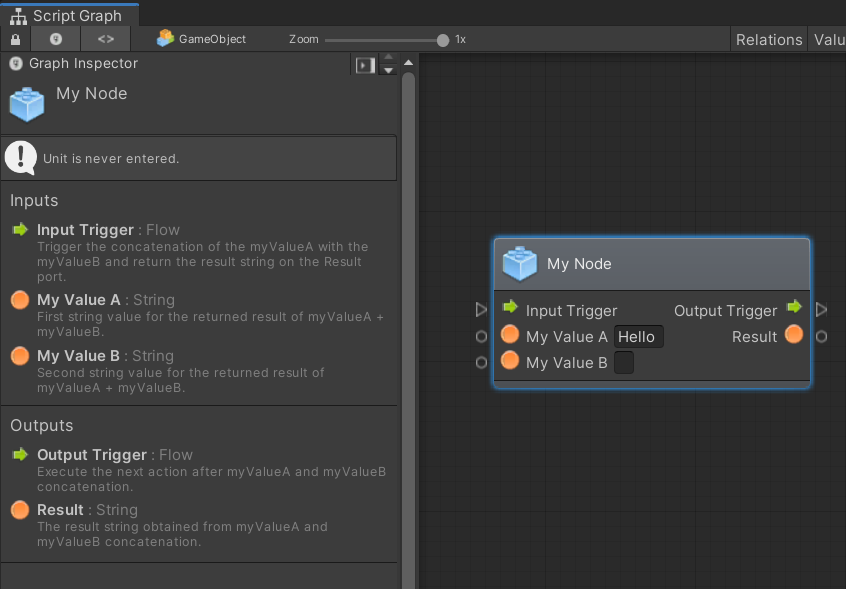 Script Graph
<> GameObject Zoom 1x Relations Valu
Graph Inspector
My Node
Unit is never entered.
Inputs
Input Trigger : Flow
Trigger the concatenation of the myValueA with the
myValueB and return the result string on the Result
port.
My Value A : String
First string value for the returned result of myValueA +
myValueB.
My Value B : String
Second string value for the returned result of
myValueA + myValueB.
Outputs
Output Trigger : Flow
Execute the next action after myValueA and myValueB
concatenation.
Result : String
The result string obtained from myValueA and
myValueB concatenation.
My Node
Input Trigger Output Trigger
My Value A Hello Result
My Value B